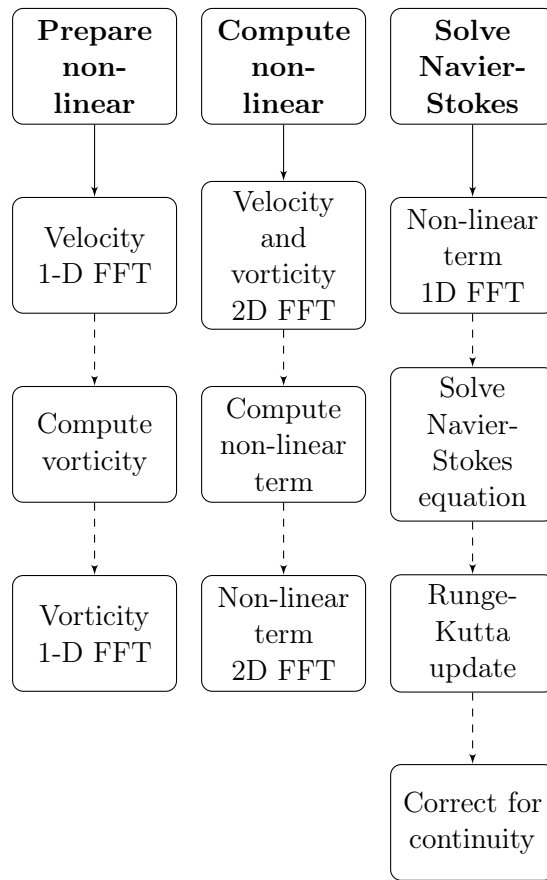 Prepare
non-
linear
Velocity
1-D FFT
Compute
vorticity
Vorticity
1-D FFT
Compute
non-
linear
Velocity
and
vorticity
2D FFT
Compute
non-linear
term
Non-linear
term
2D FFT
Solve
Navier-
Stokes
Non-linear
term
1D FFT
Solve
Navier-
Stokes
equation
Runge-
Kutta
update
Correct for
continuity